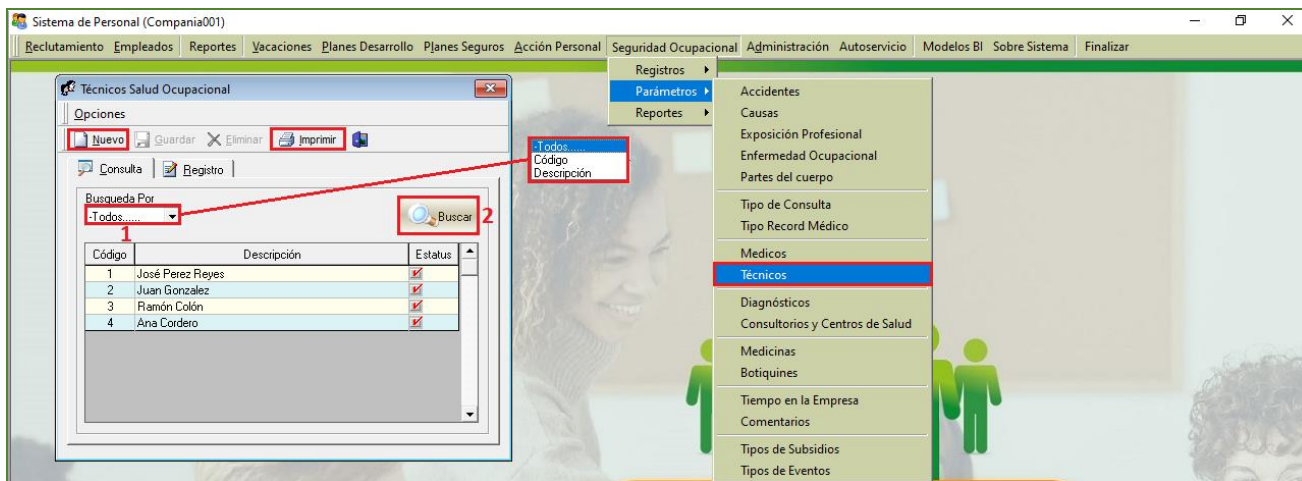 Sistema de Personal (Compania001)
Reclutamiento Empleados Reportes Vacaciones Planes Desarrollo Planes Seguros Acción Personal Seguridad Ocupacional Administración Autoservicio Modelos BI Sobre Sistema Finalizar
Técnicos Salud Ocupacional
Opciones
Nuevo Guardar Eliminar Imprimir
Consulta Registro
Busqueda Por
-Todos......
Buscar 2
1
Código Descripción Estatus
1 José Perez Reyes
2 Juan Gonzalez
3 Ramón Colón
4 Ana Cordero
-Todos......
Código
Descripción
Registros
Parámetros
Reportes
Accidentes
Causas
Exposición Profesional
Enfermedad Ocupacional
Partes del cuerpo
Tipo de Consulta
Tipo Record Médico
Medicos
Técnicos
Diagnósticos
Consultorios y Centros de Salud
Medicinas
Botiquines
Tiempo en la Empresa
Comentarios
Tipos de Subsidios
Tipos de Eventos